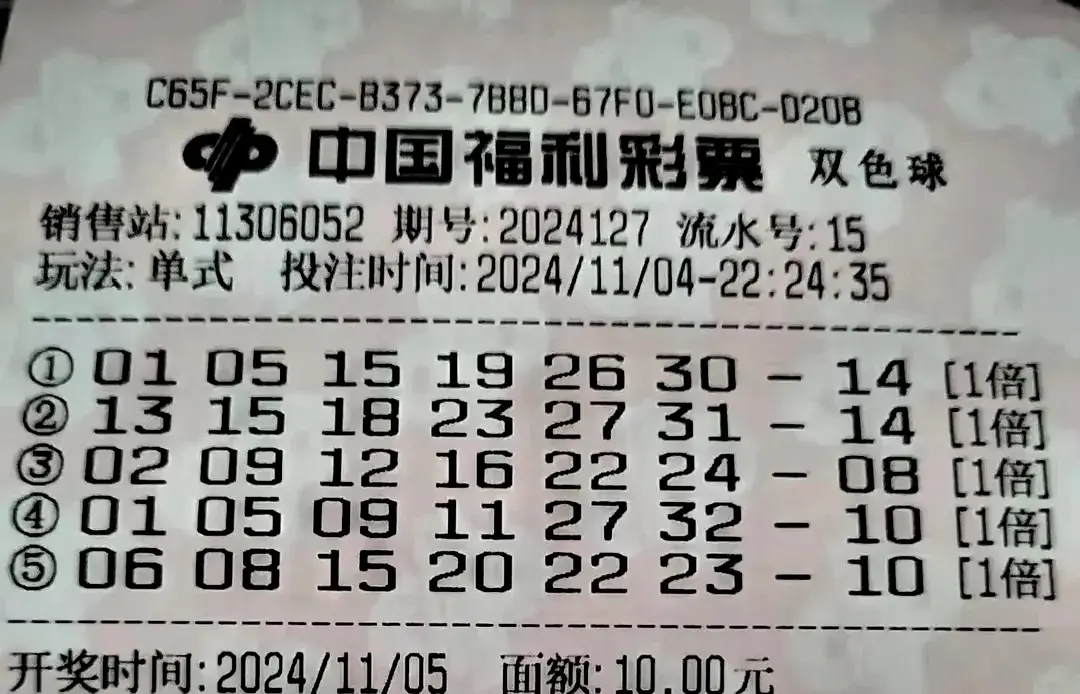 C65F-2CEC-B373-7BBD-67F0-E0BC-020B
中国福利彩票 双色球
销售站:11306052 期号:2024127 流水号:15
玩法:单式 投注时间:2024/11/04-22:24:35
① 01 05 15 19 26 30 - 14 [1倍]
② 13 15 18 23 27 31 - 14 [1倍]
③ 02 09 12 16 22 24 - 08 [1倍]
④ 01 05 09 11 27 32 - 10 [1倍]
⑤ 06 08 15 20 22 23 - 10 [1倍]
开奖时间:2024/11/05 面额:10.00元